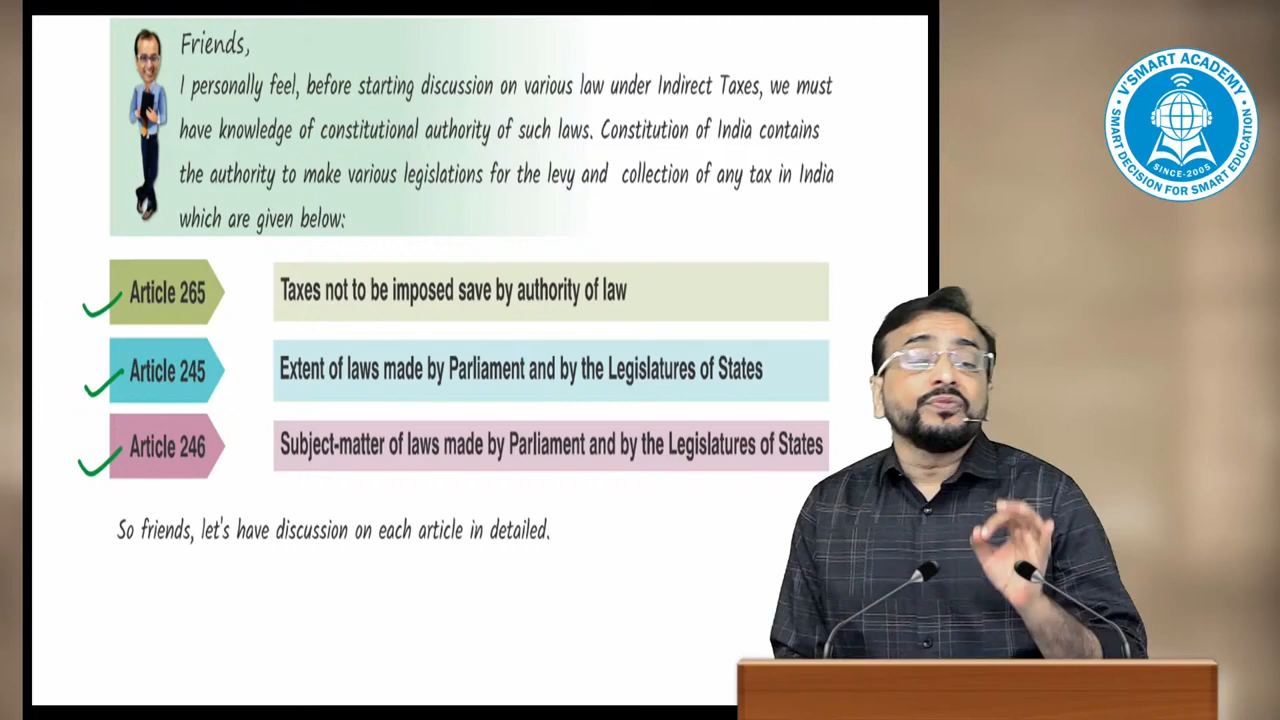 Friends,
I personally feel, before starting discussion on various law under Indirect Taxes, we must
have knowledge of constitutional authority of such laws. Constitution of India contains
the authority to make various legislations for the levy and collection of any tax in India
which are given below:
Article 265
Taxes not to be imposed save by authority of law
Article 245
Extent of laws made by Parliament and by the Legislatures of States
Article 246
Subject-matter of laws made by Parliament and by the Legislatures of States
So friends, let's have discussion on each article in detailed.
V'SMART ACADEMY
SINCE-2005
SMART DECISION FOR SMART EDUCATION